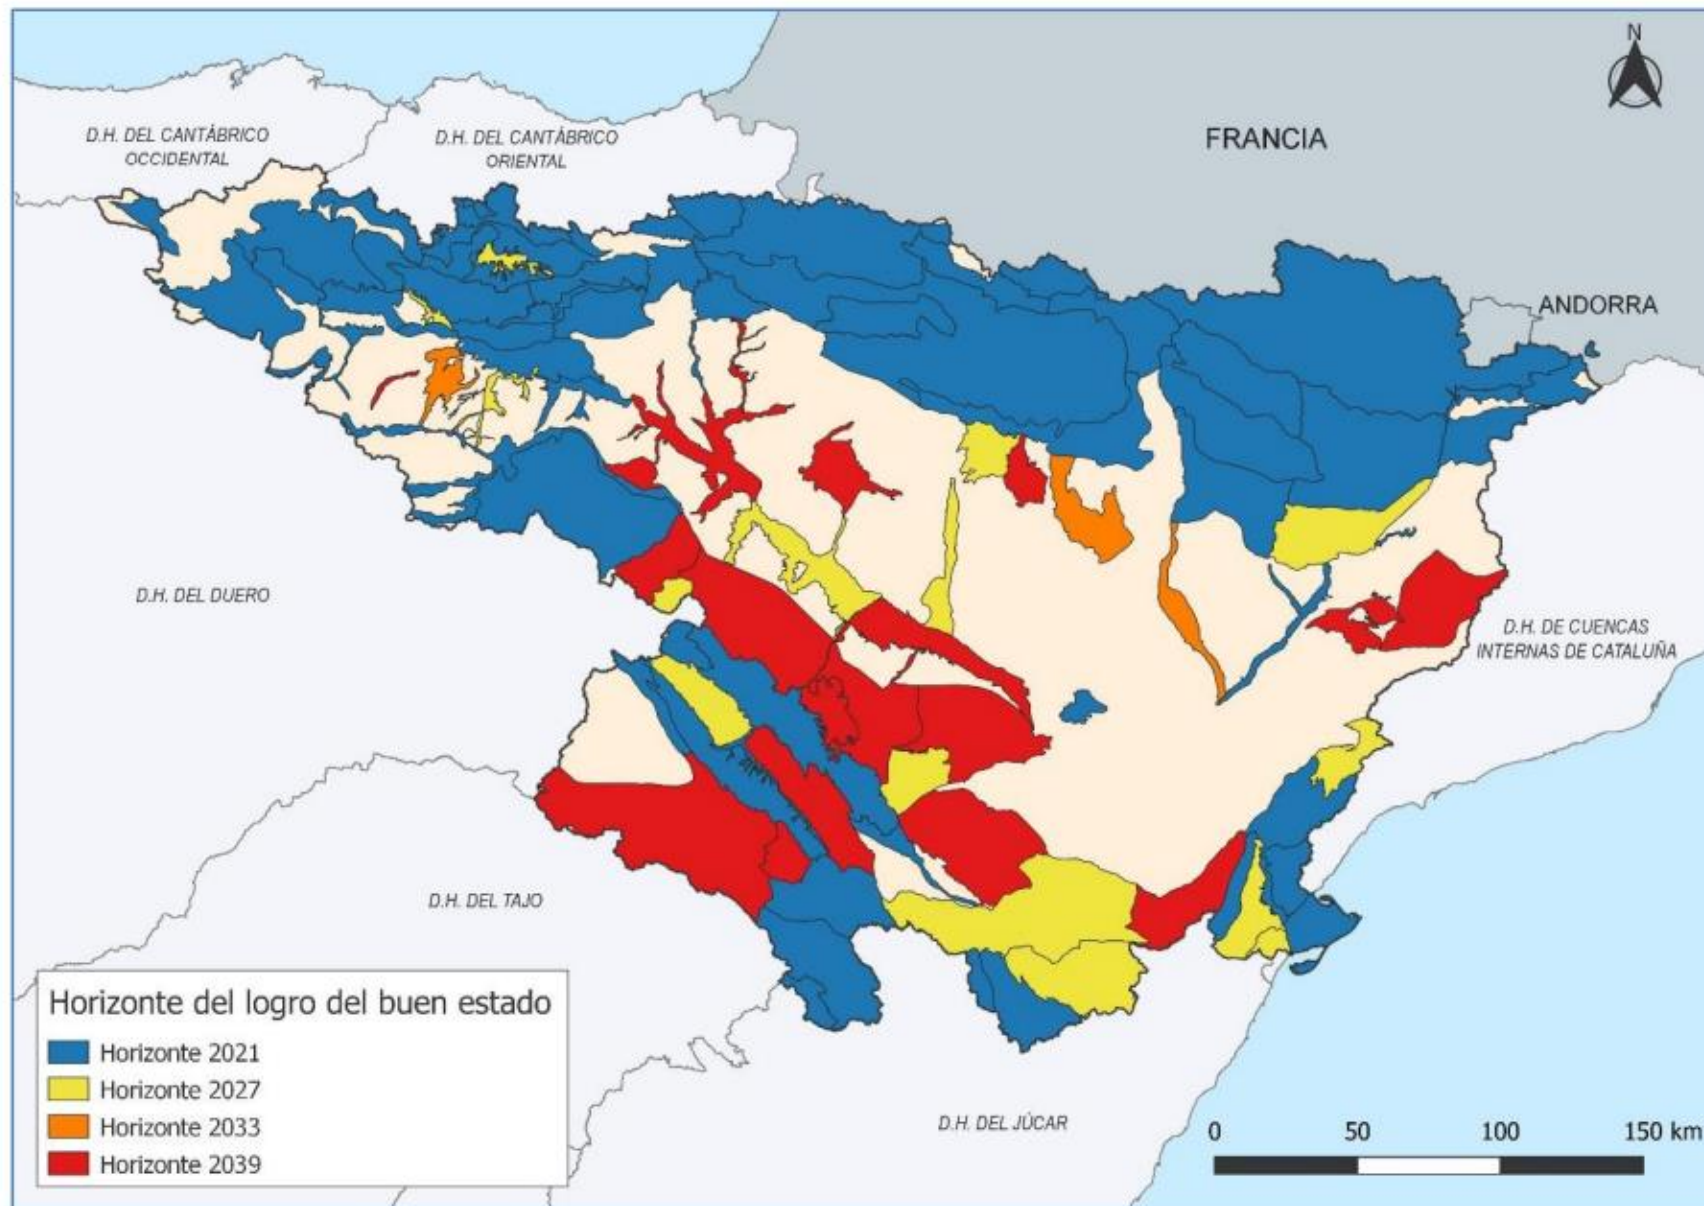 N
D.H. DEL CANTÁBRICO
OCCIDENTAL
D.H. DEL CANTÁBRICO
ORIENTAL
FRANCIA
ANDORRA
D.H. DEL DUERO
D.H. DE CUENCAS
INTERNAS DE CATALUÑA
D.H. DEL TAJO
D.H. DEL JÚCAR
Horizonte del logro del buen estado
Horizonte 2021
Horizonte 2027
Horizonte 2033
Horizonte 2039
0 50 100 150 km